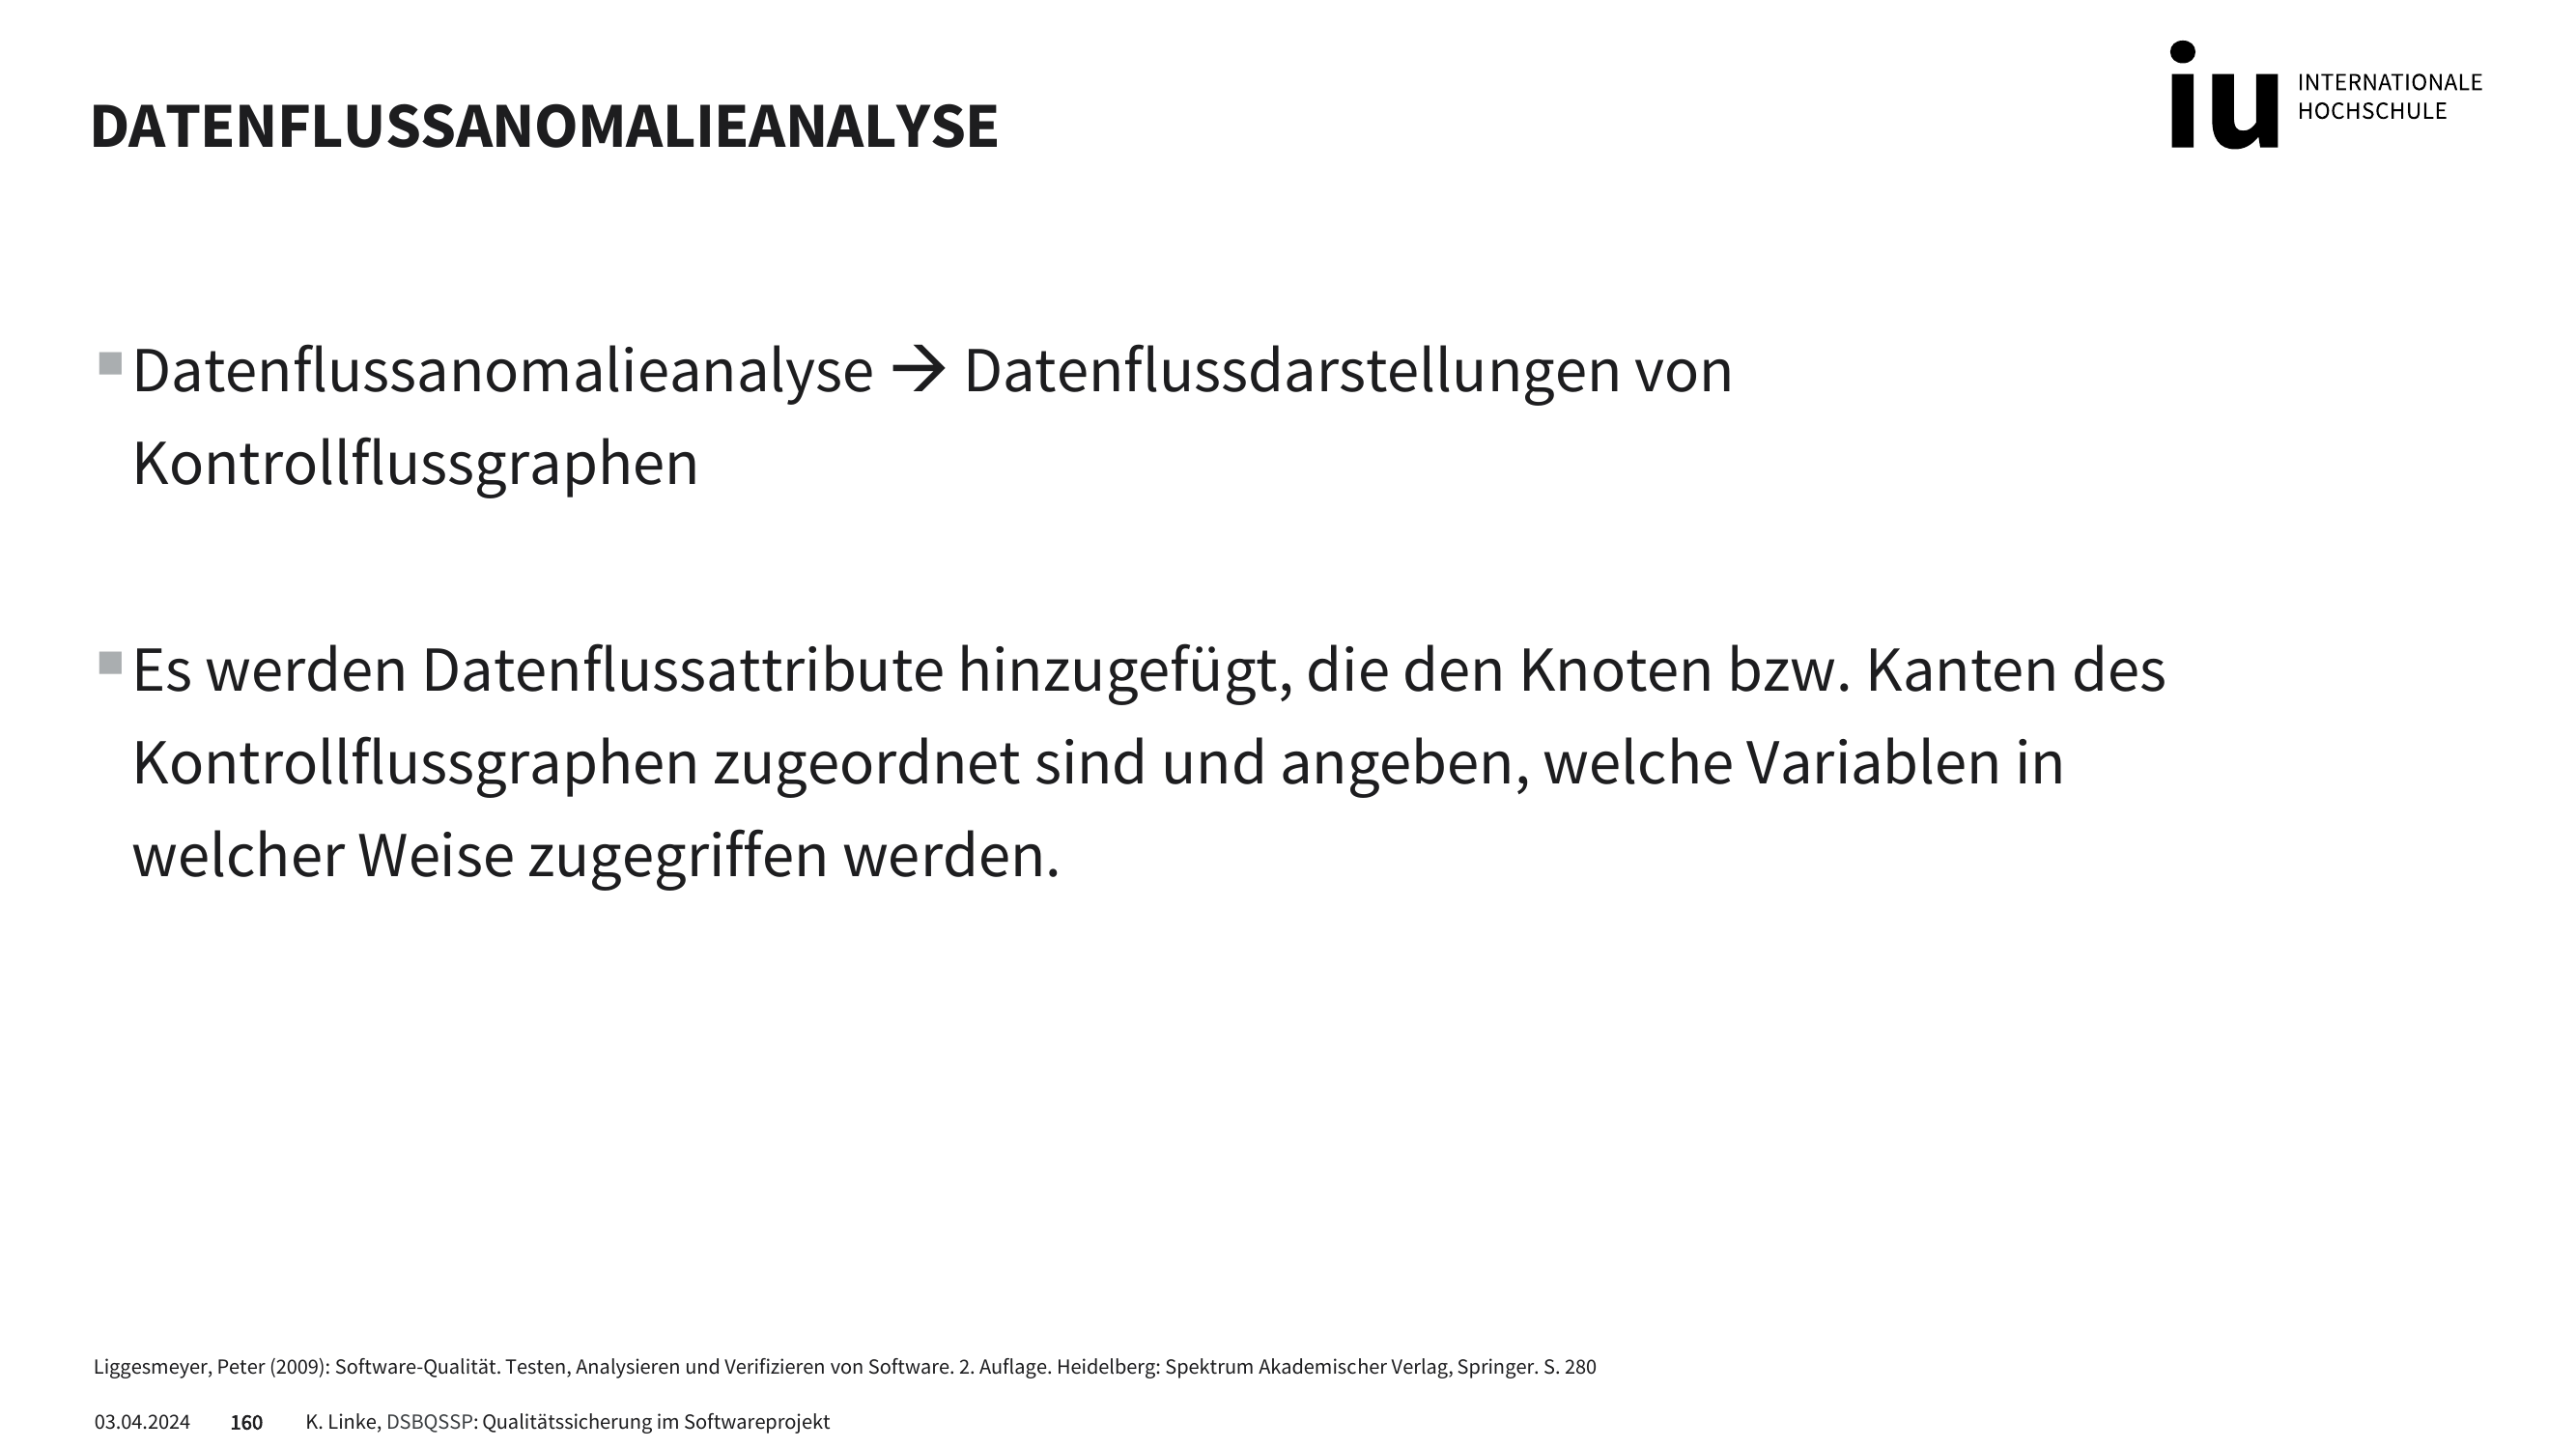 DATENFLUSSANOMALIEANALYSE
iu INTERNATIONALE
HOCHSCHULE
▪ Datenflussanomalieanalyse → Datenflussdarstellungen von
Kontrollflussgraphen
▪ Es werden Datenflussattribute hinzugefügt, die den Knoten bzw. Kanten des
Kontrollflussgraphen zugeordnet sind und angeben, welche Variablen in
welcher Weise zugegriffen werden.
Liggesmeyer, Peter (2009): Software-Qualität. Testen, Analysieren und Verifizieren von Software. 2. Auflage. Heidelberg: Spektrum Akademischer Verlag, Springer. S. 280
03.04.2024 160 K. Linke, DSBQSSP: Qualitätssicherung im Softwareprojekt